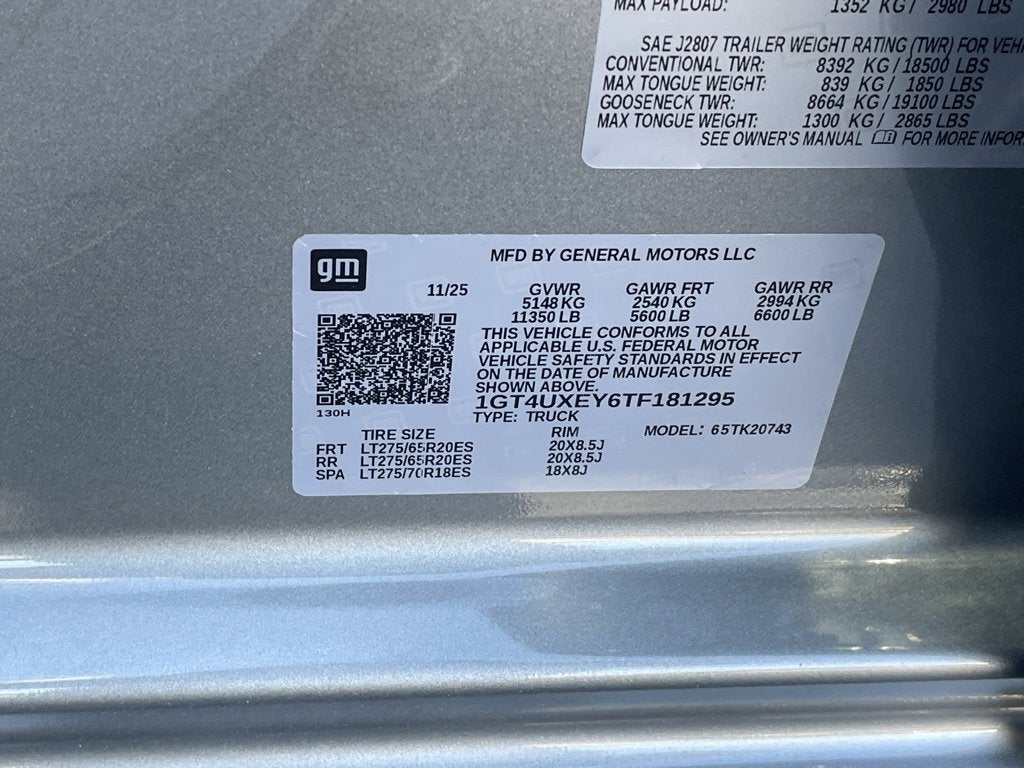 MAX PAYLOAD: 1352 KG / 2980 LBS
SAE J2807 TRAILER WEIGHT RATING (TWR) FOR
CONVENTIONAL TWR: 8392 KG / 18500 LBS
MAX TONGUE WEIGHT: 839 KG / 1850 LBS
GOOSENECK TWR: 8664 KG / 19100 LBS
MAX TONGUE WEIGHT: 1300 KG / 2865 LBS
SEE OWNER'S MANUAL FOR MORE
gm
MFD BY GENERAL MOTORS LLC
11/25 GVWR GAWR FRT GAWR RR
5148 KG 2540 KG 2994 KG
11350 LB 5600 LB 6600 LB
THIS VEHICLE CONFORMS TO ALL
APPLICABLE U.S. FEDERAL MOTOR
VEHICLE SAFETY STANDARDS IN EFFECT
ON THE DATE OF MANUFACTURE
SHOWN ABOVE.
1GT4UXEY6TF181295
130H
TYPE: TRUCK
TIRE SIZE RIM MODEL: 65TK20743
FRT LT275/65R20ES 20X8.5J
RR LT275/65R20ES 20X8.5J
SPA LT275/70R18ES 18X8J